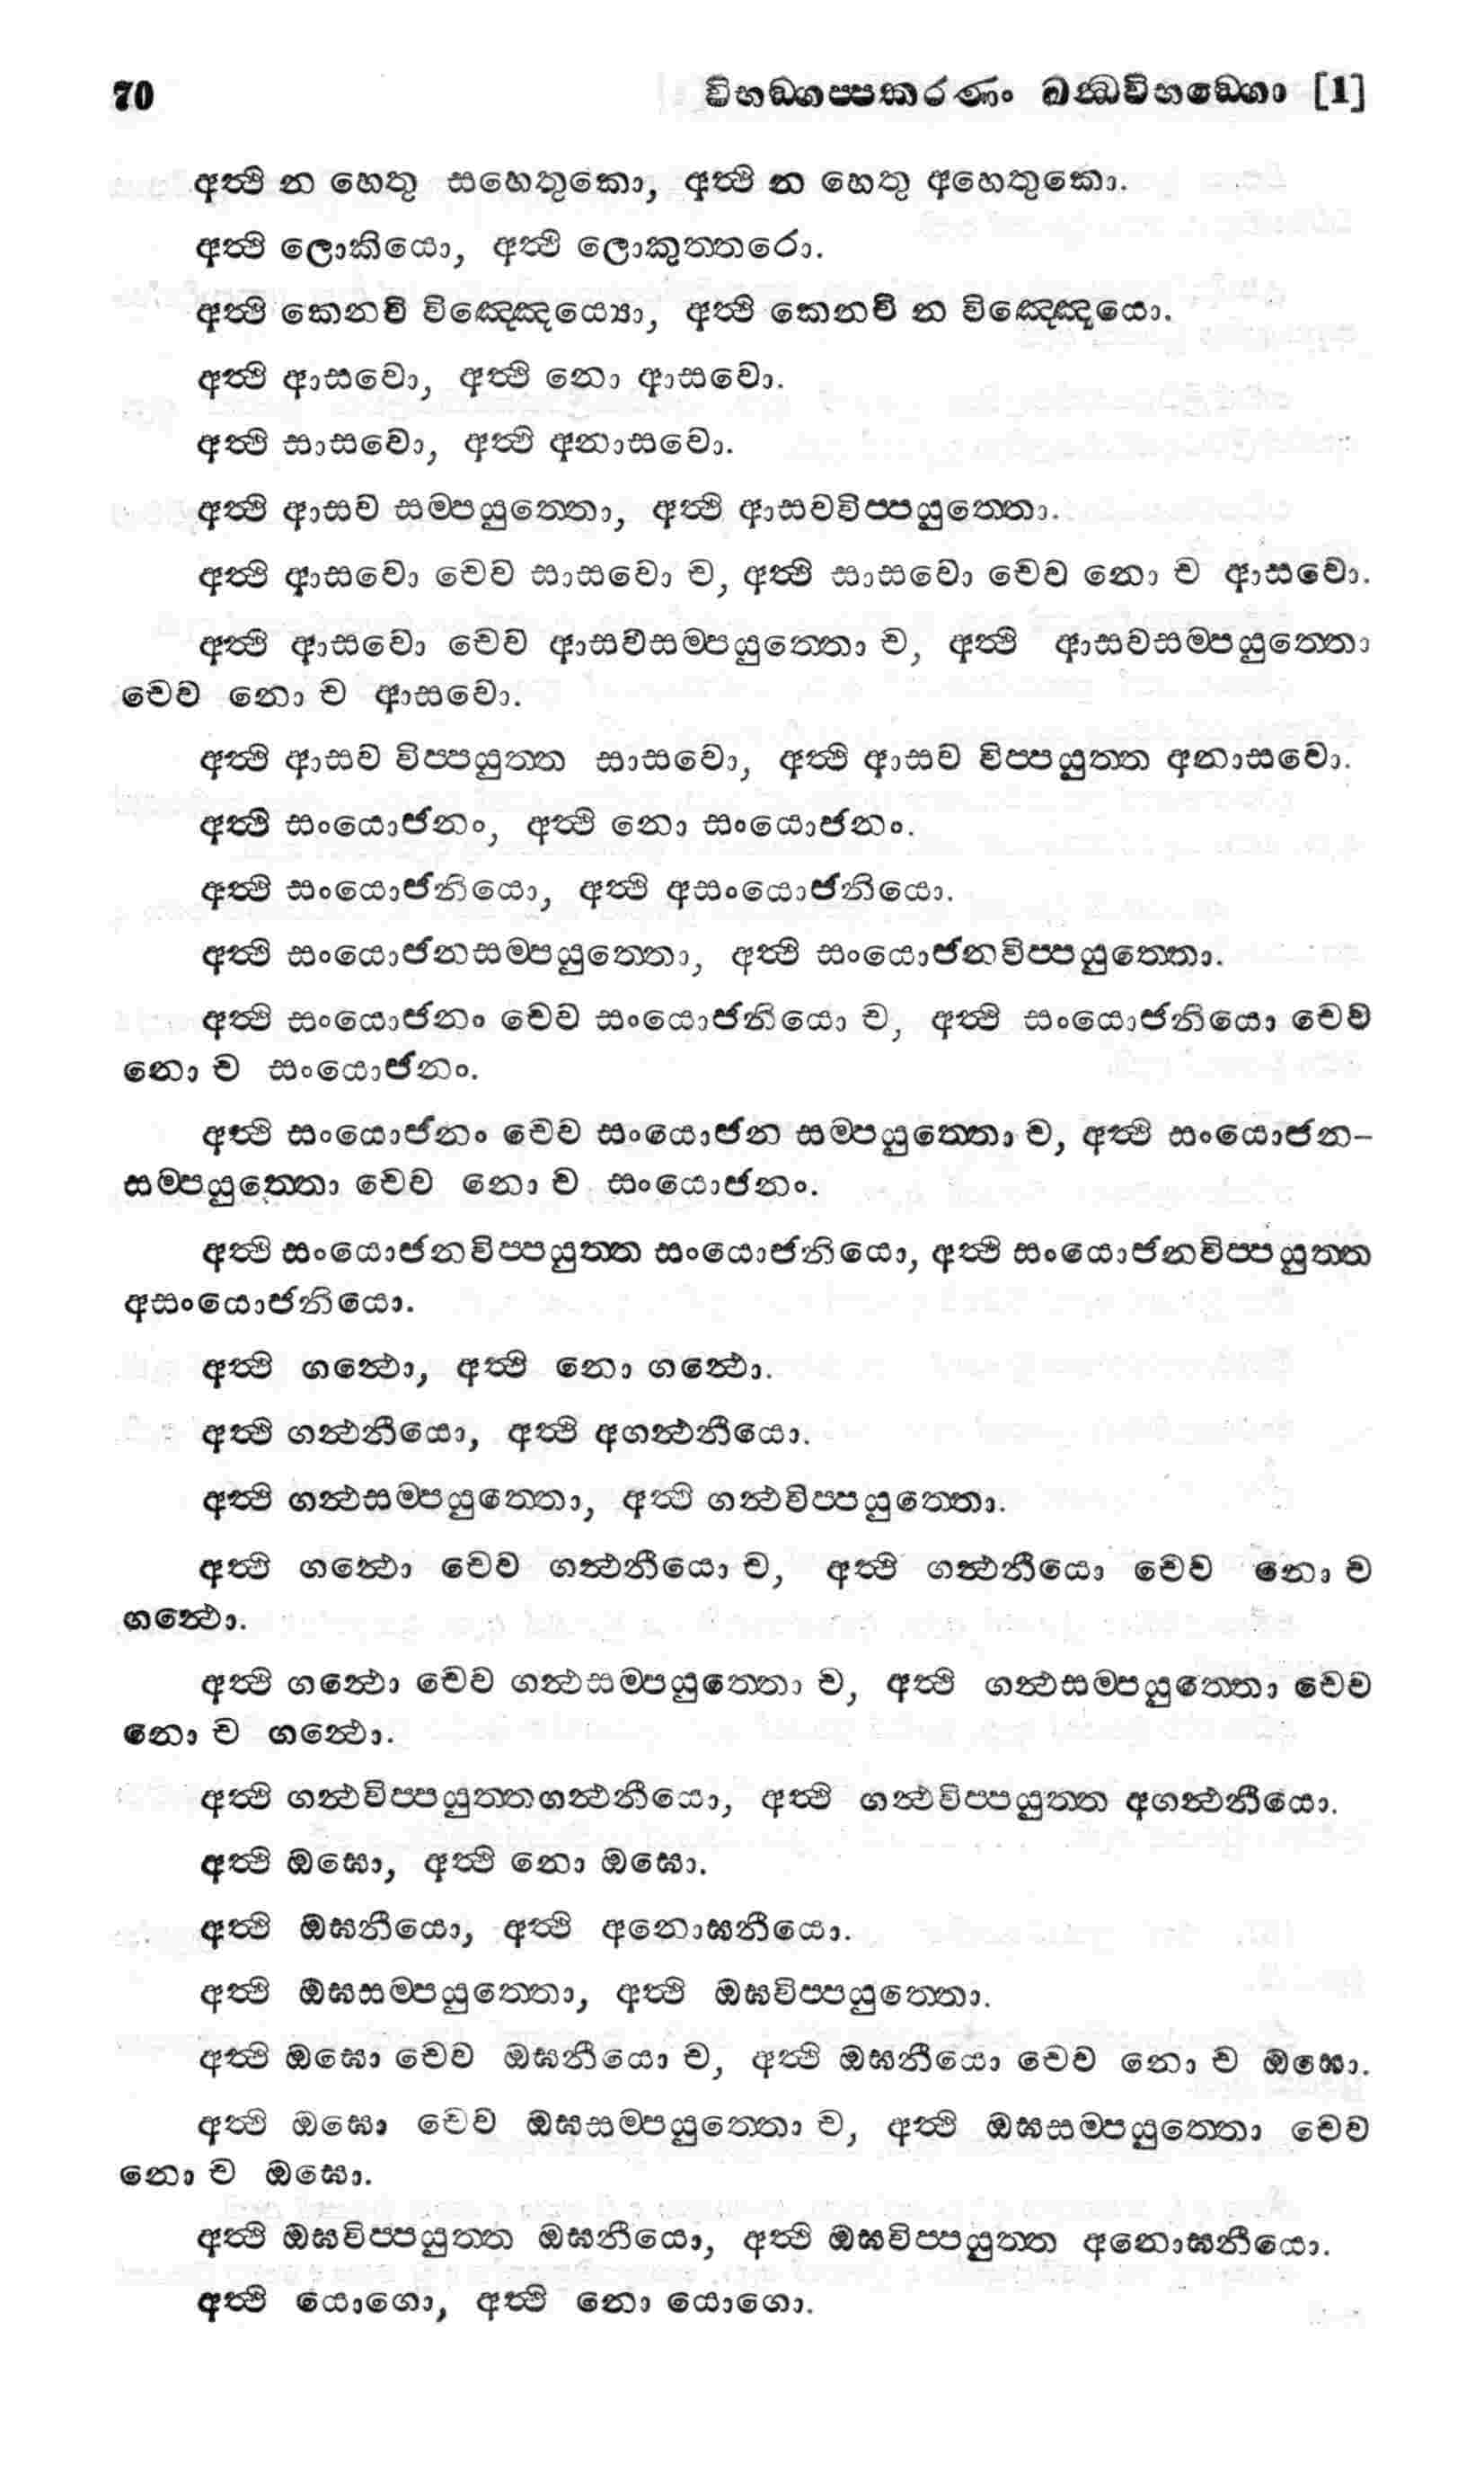 70 විභඞ්ගප්පකරණං ඛන්ධවිභඞ්ගො [1]
අත්ථි න හෙතු සහෙතුකො, අත්ථි න හෙතු අහෙතුකො.
අත්ථි ලොකියො, අත්ථි ලොකුත්තරො.
අත්ථි කෙනචි විඤ්ඤෙය්යො, අත්ථි කෙනචි න විඤ්ඤෙයො.
අත්ථි ආසවො, අත්ථි නො ආසවො.
අත්ථි සාසවො, අත්ථි අනාසවො.
අත්ථි ආසව සම්පයුත්තො, අත්ථි ආසවවිප්පයුත්තො.
අත්ථි ආසවො චෙව සාසවො ච, අත්ථි සාසවො චෙව නො ච ආසවො.
අත්ථි ආසවො චෙව ආසවසම්පයුත්තො ච, අත්ථි ආසවසම්පයුත්තො
චෙව නො ච ආසවො.
අත්ථි ආසව විප්පයුත්ත සාසවො, අත්ථි ආසව විප්පයුත්ත අනාසවො.
අත්ථි සංයොජනං, අත්ථි නො සංයොජනං.
අත්ථි සංයොජනියො, අත්ථි අසංයොජනියො.
අත්ථි සංයොජනසම්පයුත්තො, අත්ථි සංයොජනවිප්පයුත්තො.
අත්ථි සංයොජනං චෙව සංයොජනියො ච, අත්ථි සංයොජනියො චෙව
නො ච සංයොජනං.
අත්ථි සංයොජනං චෙව සංයොජන සම්පයුත්තො ච, අත්ථි සංයොජන-
සම්පයුත්තො චෙව නො ච සංයොජනං.
අත්ථි සංයොජනවිප්පයුත්ත සංයොජනියො, අත්ථි සංයොජනවිප්පයුත්ත
අසංයොජනියො.
අත්ථි ගන්ථො, අත්ථි නො ගන්ථො.
අත්ථි ගන්ථනීයො, අත්ථි අගන්ථනීයො.
අත්ථි ගන්ථසම්පයුත්තො, අත්ථි ගන්ථවිප්පයුත්තො.
අත්ථි ගන්ථො චෙව ගන්ථනීයො ච, අත්ථි ගන්ථනීයො චෙව නො ච
ගන්ථො.
අත්ථි ගන්ථො චෙව ගන්ථසම්පයුත්තො ච, අත්ථි ගන්ථසම්පයුත්තො චෙව
නො ච ගන්ථො.
අත්ථි ගන්ථවිප්පයුත්තගන්ථනීයො, අත්ථි ගන්ථවිප්පයුත්ත අගන්ථනීයො.
අත්ථි ඔඝො, අත්ථි නො ඔඝො.
අත්ථි ඔඝනීයො, අත්ථි අනොඝනීයො.
අත්ථි ඔඝසම්පයුත්තො, අත්ථි ඔඝවිප්පයුත්තො.
අත්ථි ඔඝො චෙව ඔඝනීයො ච, අත්ථි ඔඝනීයො චෙව නො ච ඔඝො.
අත්ථි ඔඝො චෙව ඔඝසම්පයුත්තො ච, අත්ථි ඔඝසම්පයුත්තො චෙව
නො ච ඔඝො.
අත්ථි ඔඝවිප්පයුත්ත ඔඝනීයො, අත්ථි ඔඝවිප්පයුත්ත අනොඝනීයො.
අත්ථි යොගො, අත්ථි නො යොගො.